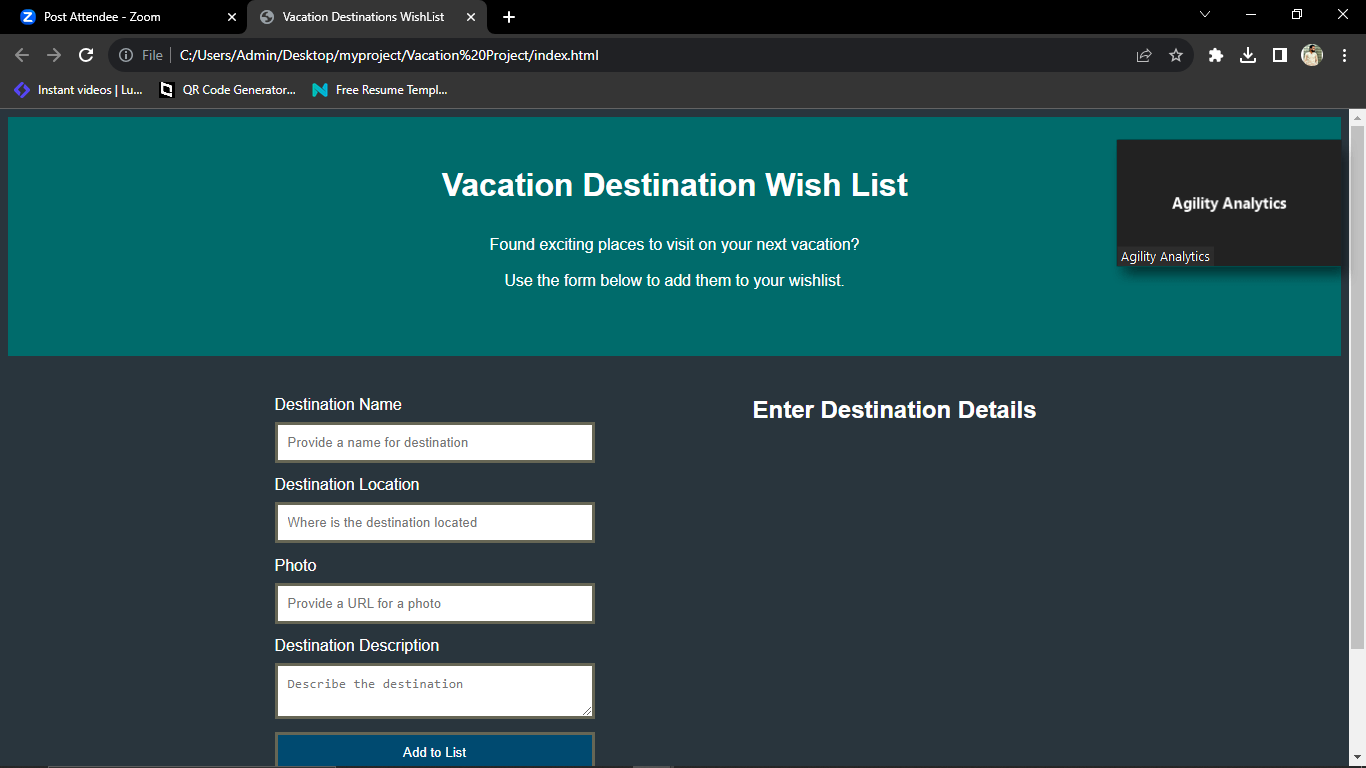 Post Attendee - Zoom
Vacation Destinations WishList
File
C:/Users/Admin/Desktop/myproject/Vacation%20Project/index.html
Instant videos | Lu...
QR Code Generator...
Free Resume Templ...
Vacation Destination Wish List
Found exciting places to visit on your next vacation?
Use the form below to add them to your wishlist.
Agility Analytics
Agility Analytics
Destination Name
Provide a name for destination
Destination Location
Where is the destination located
Photo
Provide a URL for a photo
Destination Description
Describe the destination
Add to List
Enter Destination Details